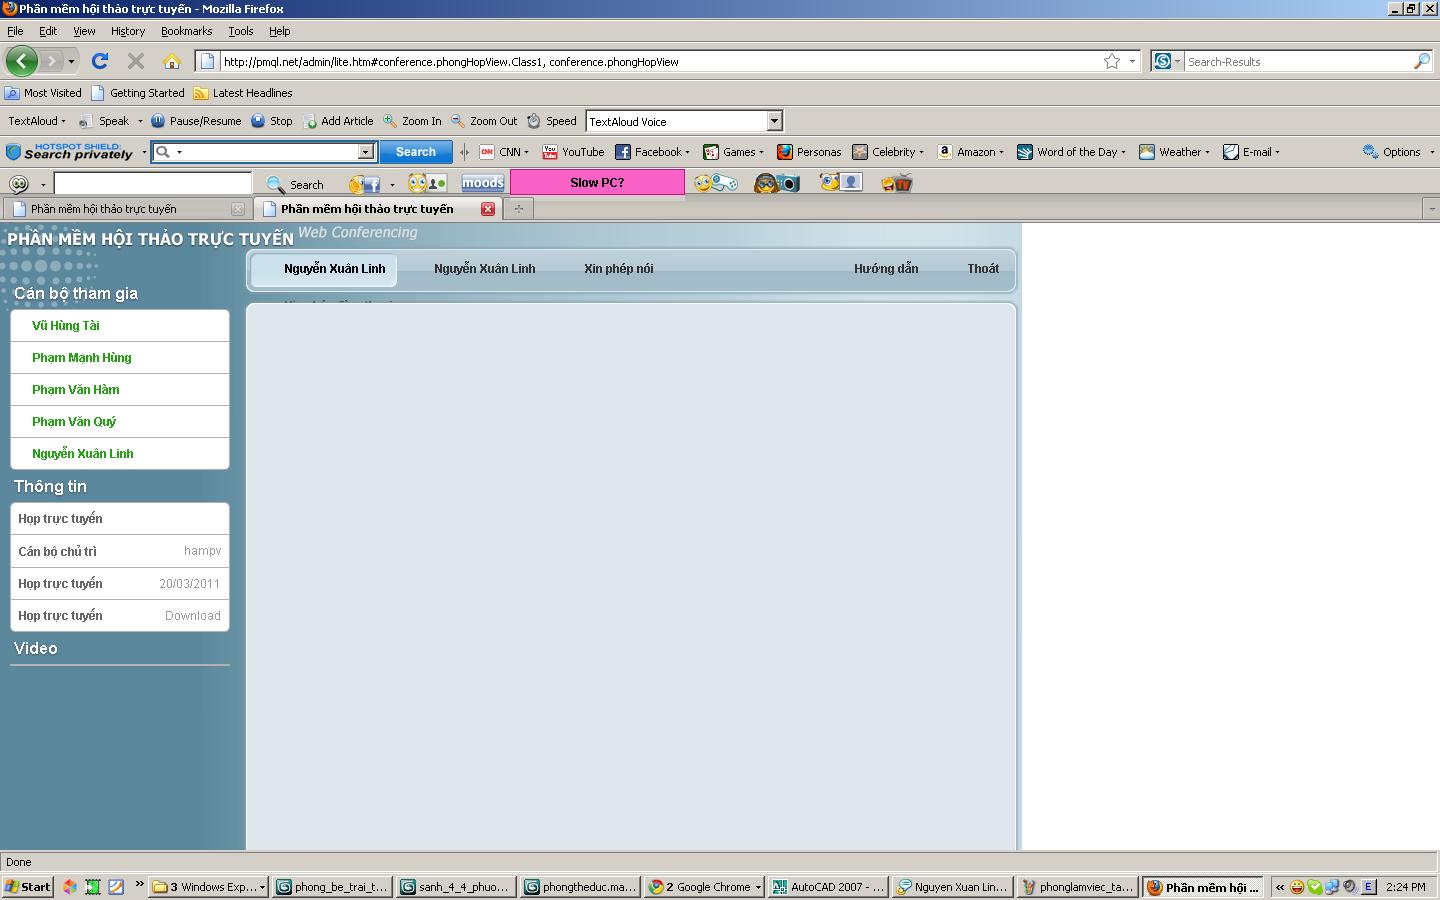 Phần mềm hội thảo trực tuyến - Mozilla Firefox
File Edit View History Bookmarks Tools Help
http://pmql.net/admin/lite.htm#conference.phongHopView.Class1, conference.phongHopView
Search-Results
Most Visited Getting Started Latest Headlines
TextAloud Speak Pause/Resume Stop Add Article Zoom In Zoom Out Speed TextAloud Voice
HOTSPOT SHIELD: Search privately Search CNN YouTube Facebook Games Personas Celebrity Amazon Word of the Day Weather E-mail Options
Search moods Slow PC?
Phần mềm hội thảo trực tuyến Phần mềm hội thảo trực tuyến
PHẦN MỀM HỘI THẢO TRỰC TUYẾN Web Conferencing
Nguyễn Xuân Linh Nguyễn Xuân Linh Xin phép nói Hướng dẫn Thoát
Cán bộ tham gia
Vũ Hùng Tài
Phạm Mạnh Hùng
Phạm Văn Hàm
Phạm Văn Quý
Nguyễn Xuân Linh
Thông tin
Họp trực tuyến
Cán bộ chủ trì hampv
Họp trực tuyến 20/03/2011
Họp trực tuyến Download
Video
Done
Start 3 Windows Exp... phong_be_trai_t... sanh_4_4_phuo... phongtheduc.ma... 2 Google Chrome AutoCAD 2007 - ... Nguyen Xuan Lin... phonglamviec_ta... Phần mềm hội ... E 2:24 PM